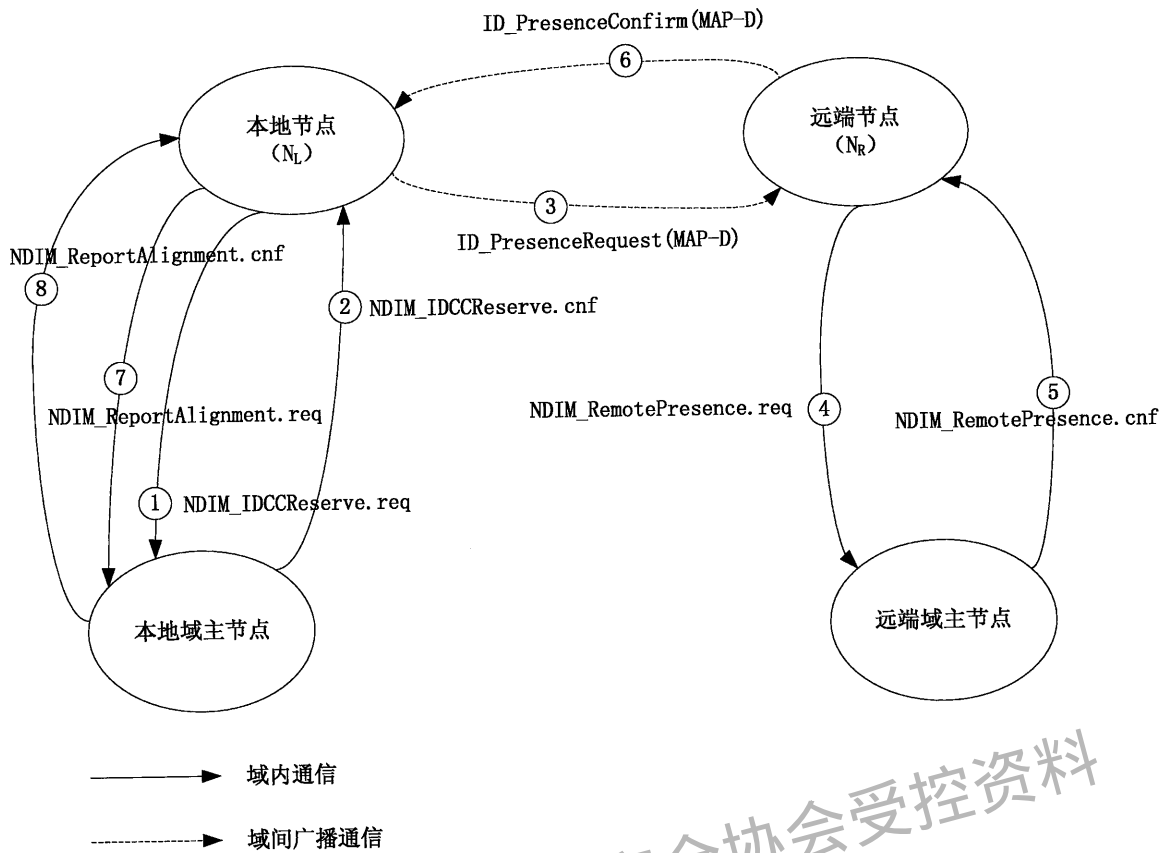 ID_PresenceConfirm(MAP-D)
6
本地节点
(N_L)
远端节点
(N_R)
3
ID_PresenceRequest(MAP-D)
NDIM_ReportAlignment.cnf
8
2 NDIM_IDCCReserve.cnf
7
NDIM_ReportAlignment.req
NDIM_RemotePresence.req 4
5
NDIM_RemotePresence.cnf
1 NDIM_IDCCReserve.req
本地域主节点
远端域主节点
域内通信
域间广播通信
协会受控资料